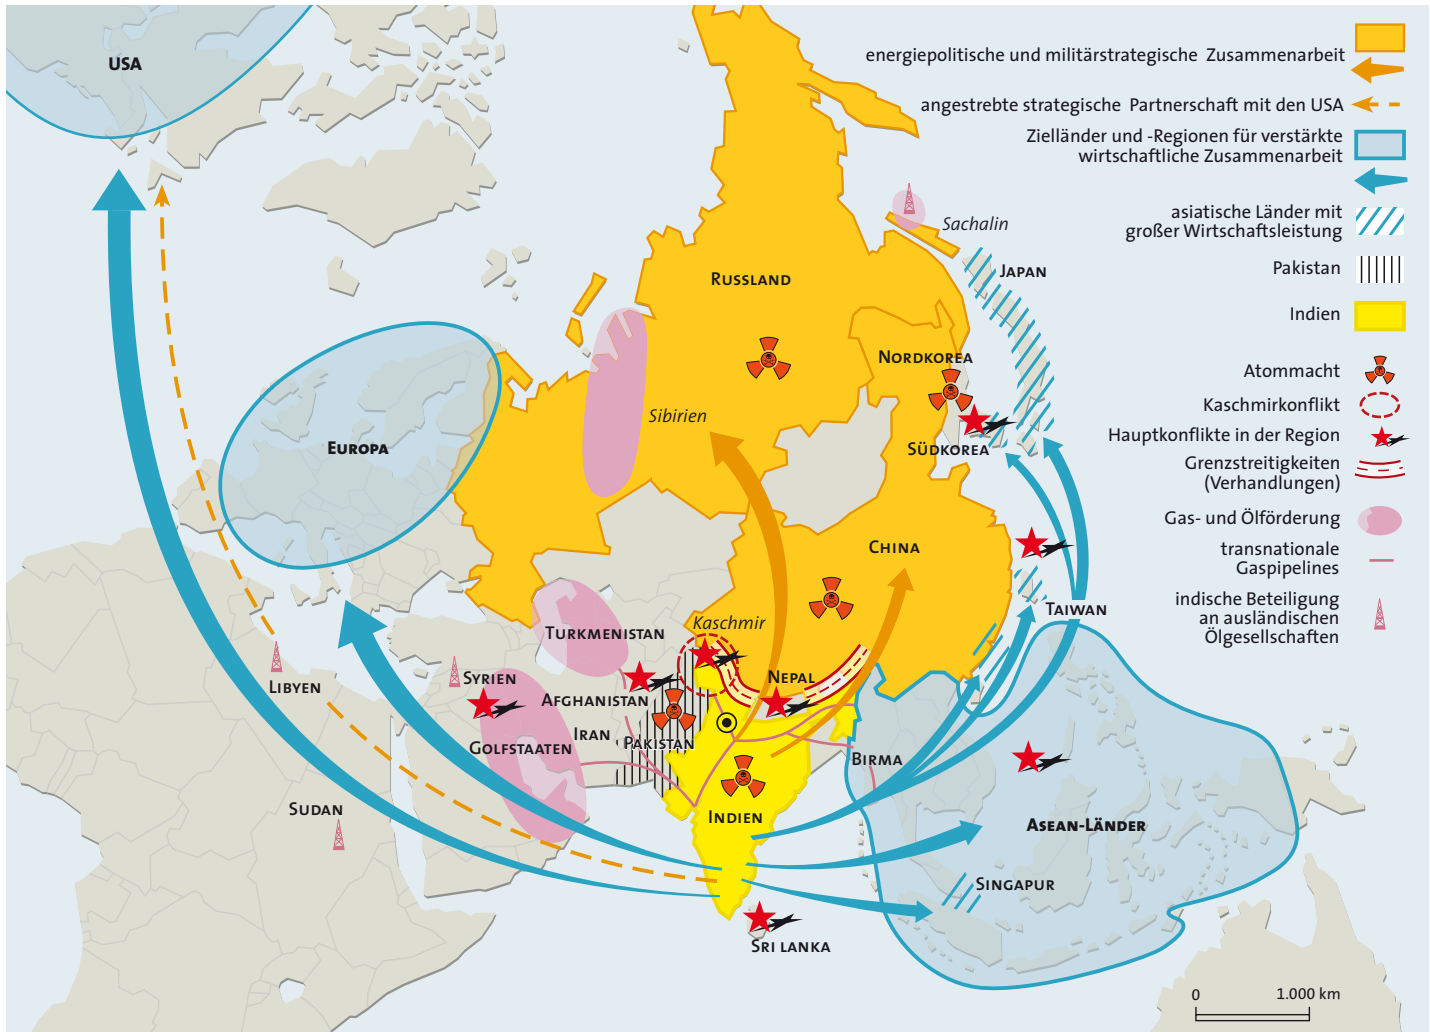 USA
energiepolitische und militärstrategische Zusammenarbeit
angestrebte strategische Partnerschaft mit den USA
Zielländer und -Regionen für verstärkte
wirtschaftliche Zusammenarbeit
asiatische Länder mit
großer Wirtschaftsleistung
Pakistan
Indien
Atommacht
Kaschmirkonflikt
Hauptkonflikte in der Region
Grenzstreitigkeiten
(Verhandlungen)
Gas- und Ölförderung
transnationale
Gaspipelines
indische Beteiligung
an ausländischen
Ölgesellschaften
Sachalin
JAPAN
RUSSLAND
NORDKOREA
Sibirien
EUROPA
SÜDKOREA
CHINA
TAIWAN
Kaschmir
TURKMENISTAN
NEPAL
SYRIEN
LIBYEN
AFGHANISTAN
IRAN
PAKISTAN
GOLFSTAATEN
BIRMA
SUDAN
INDIEN
ASEAN-LÄNDER
SINGAPUR
SRI LANKA
0 1.000 km